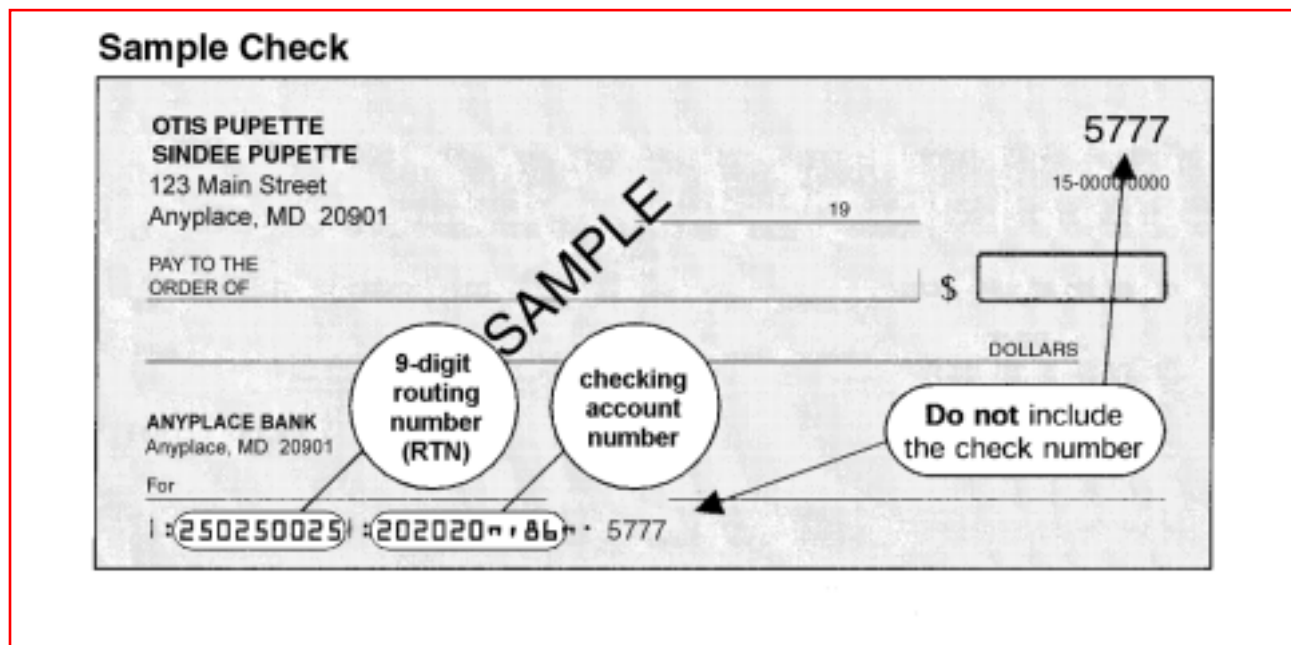 Sample Check
OTIS PUPETTE
SINDEE PUPETTE
123 Main Street
Anyplace, MD 20901
5777
15-0000/0000
19
SAMPLE
PAY TO THE
ORDER OF
$
DOLLARS
9-digit
routing
number
(RTN)
checking
account
number
Do not include
the check number
ANYPLACE BANK
Anyplace, MD 20901
For
|:250250025|:202020"'86"' 5777